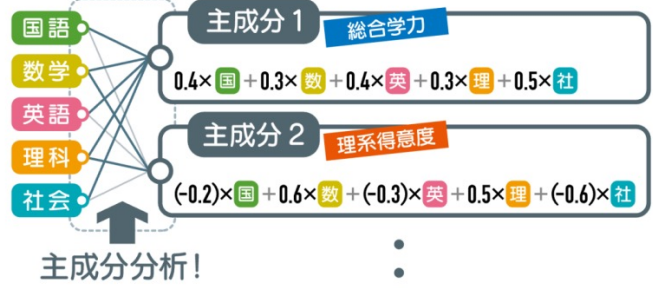 国語
数学
英語
理科
社会
主成分1 総合学力
0.4×国+0.3×数+0.4×英+0.3×理+0.5×社
主成分2 理系得意度
(-0.2)×国+0.6×数+(-0.3)×英+0.5×理+(-0.6)×社
主成分分析!